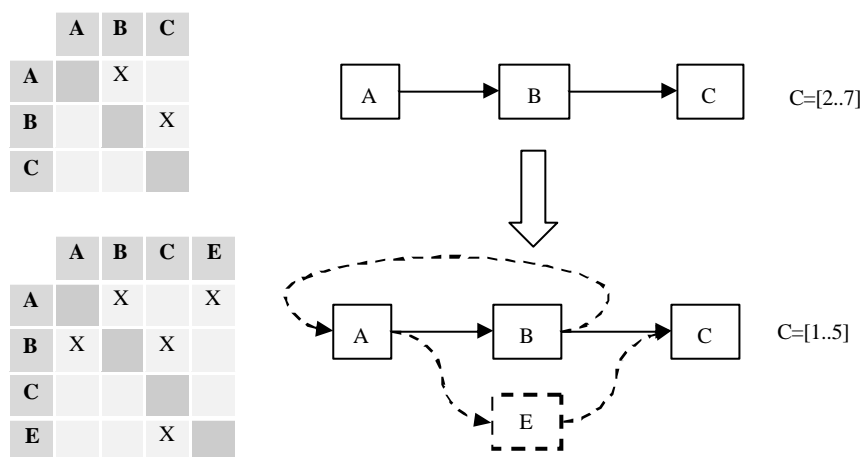 A B C
A X
B X
C
A B C C=[2..7]
A B C E
A X X
B X X
C
E X
A B C C=[1..5]
E